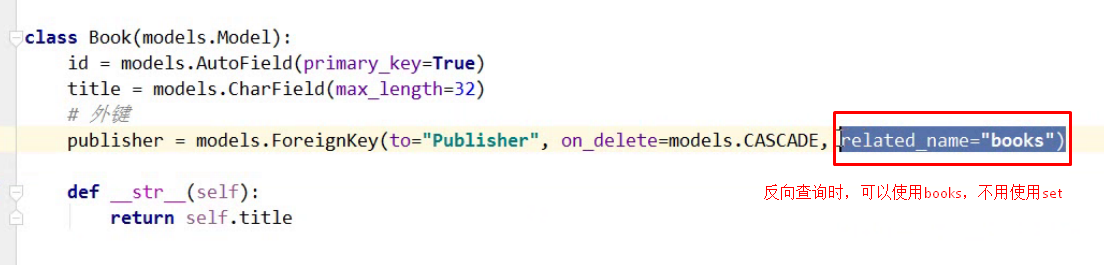 class Book(models.Model):
id = models.AutoField(primary_key=True)
title = models.CharField(max_length=32)
# 外键
publisher = models.ForeignKey(to="Publisher", on_delete=models.CASCADE, related_name="books")
反向查询时，可以使用books，不用使用set
def __str__(self):
return self.title